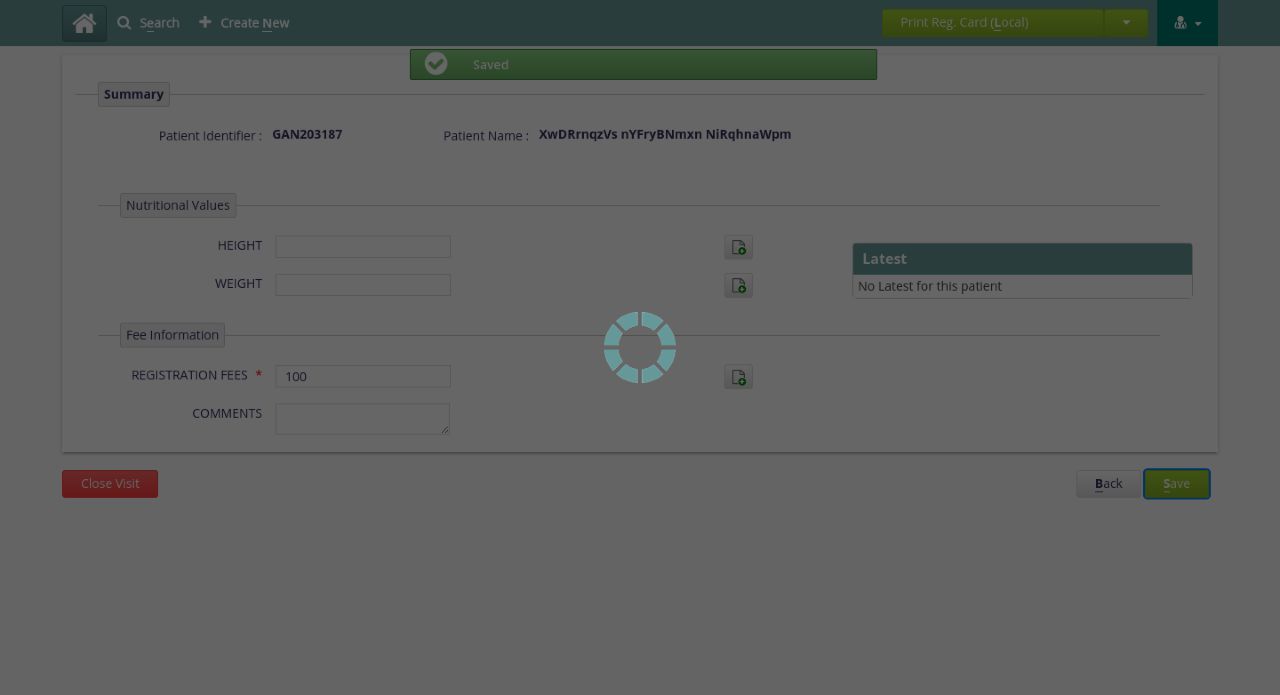 Search Create New Print Reg. Card (Local)
Saved
Summary
Patient Identifier : GAN203187 Patient Name : XwDRrnqzVs nYFryBNmxn NiRqhnaWpm
Nutritional Values
HEIGHT
Latest
WEIGHT No Latest for this patient
Fee Information
REGISTRATION FEES * 100
COMMENTS
Close Visit Back Save